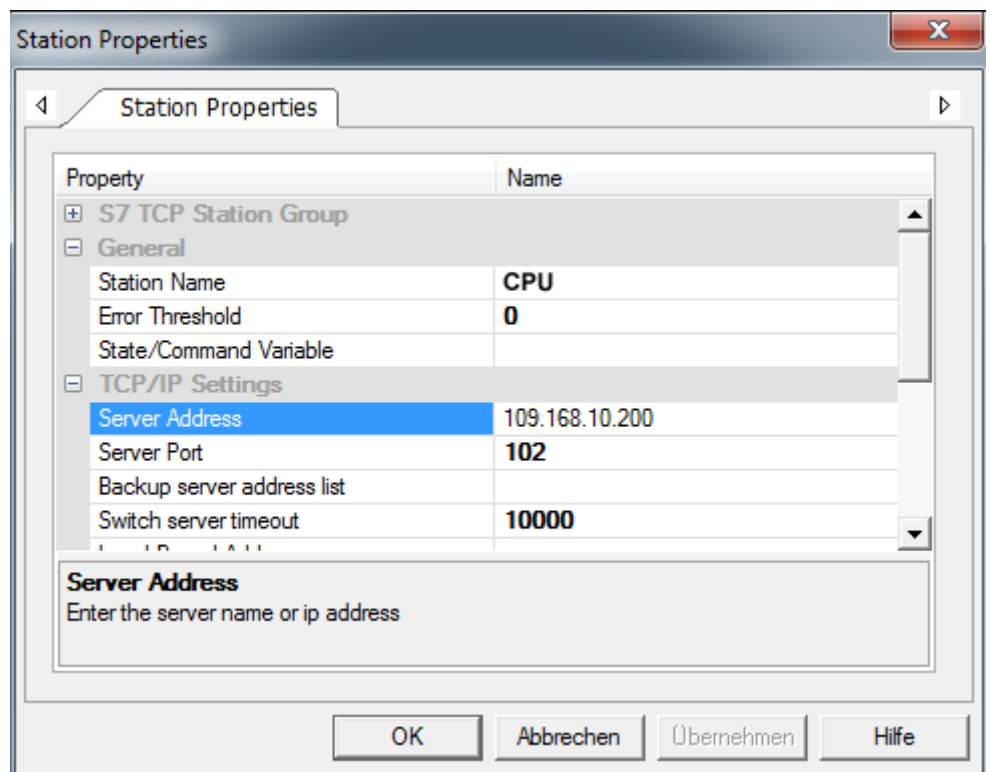 Station Properties
Station Properties
Property Name
S7 TCP Station Group
General
Station Name CPU
Error Threshold 0
State/Command Variable
TCP/IP Settings
Server Address 109.168.10.200
Server Port 102
Backup server address list
Switch server timeout 10000
Server Address
Enter the server name or ip address
OK Abbrechen Übernehmen Hilfe